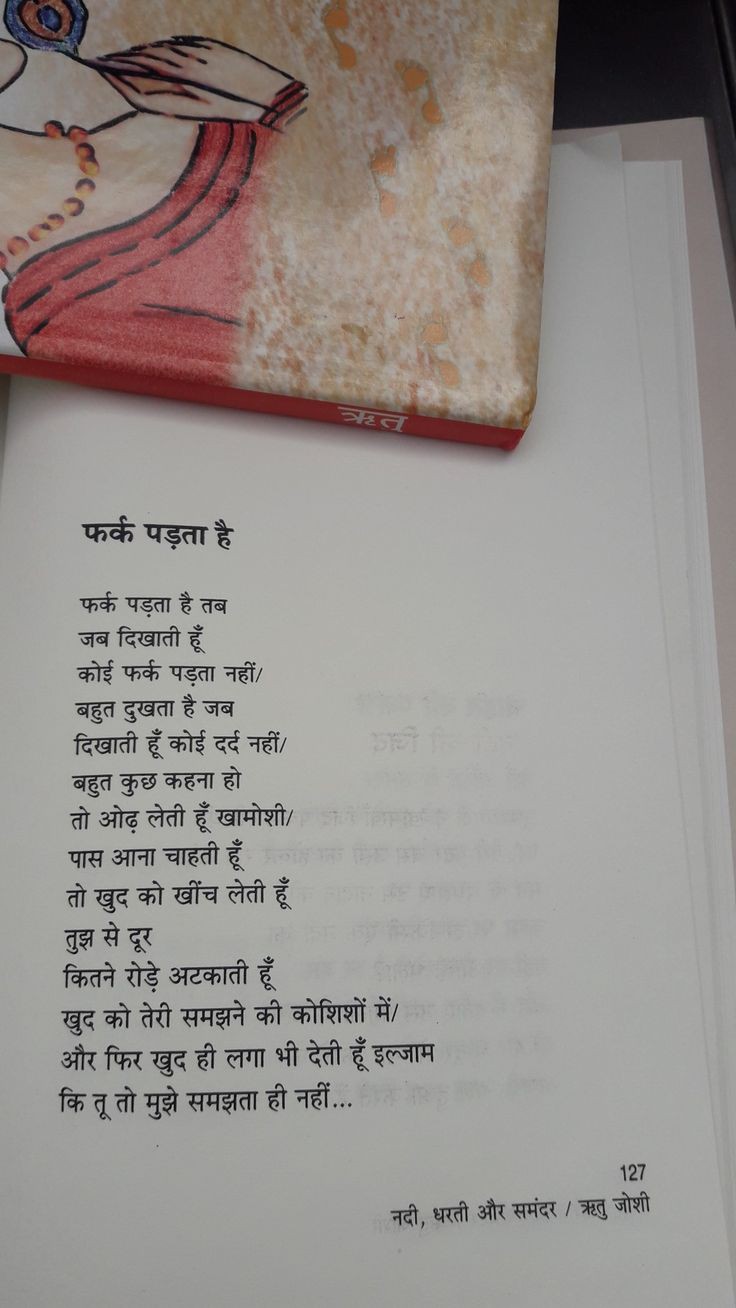 ऋतु
फर्क पड़ता है
फर्क पड़ता है तब
जब दिखाती हूँ
कोई फर्क पड़ता नहीं/
बहुत दुखता है जब
दिखाती हूँ कोई दर्द नहीं/
बहुत कुछ कहना हो
तो ओढ़ लेती हूँ खामोशी/
पास आना चाहती हूँ
तो खुद को खींच लेती हूँ
तुझ से दूर
कितने रोड़े अटकाती हूँ
खुद को तेरी समझने की कोशिशों में/
और फिर खुद ही लगा भी देती हूँ इल्जाम
कि तू तो मुझे समझता ही नहीं...
127
नदी, धरती और समंदर / ऋतु जोशी